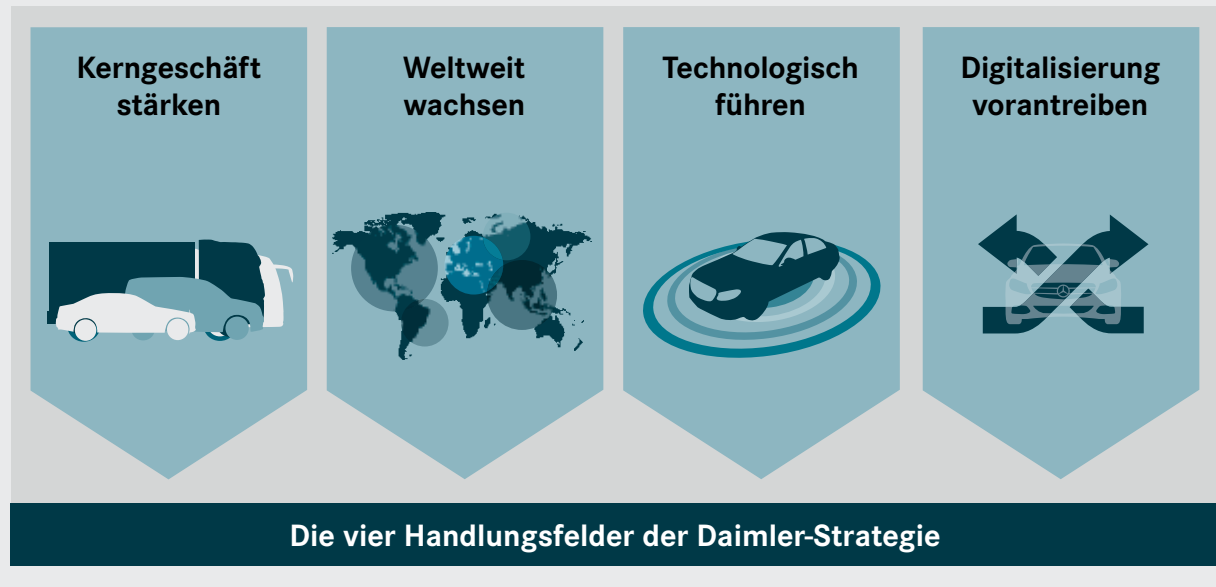 Kerngeschäft
stärken
Weltweit
wachsen
Technologisch
führen
Digitalisierung
vorantreiben
Die vier Handlungsfelder der Daimler-Strategie